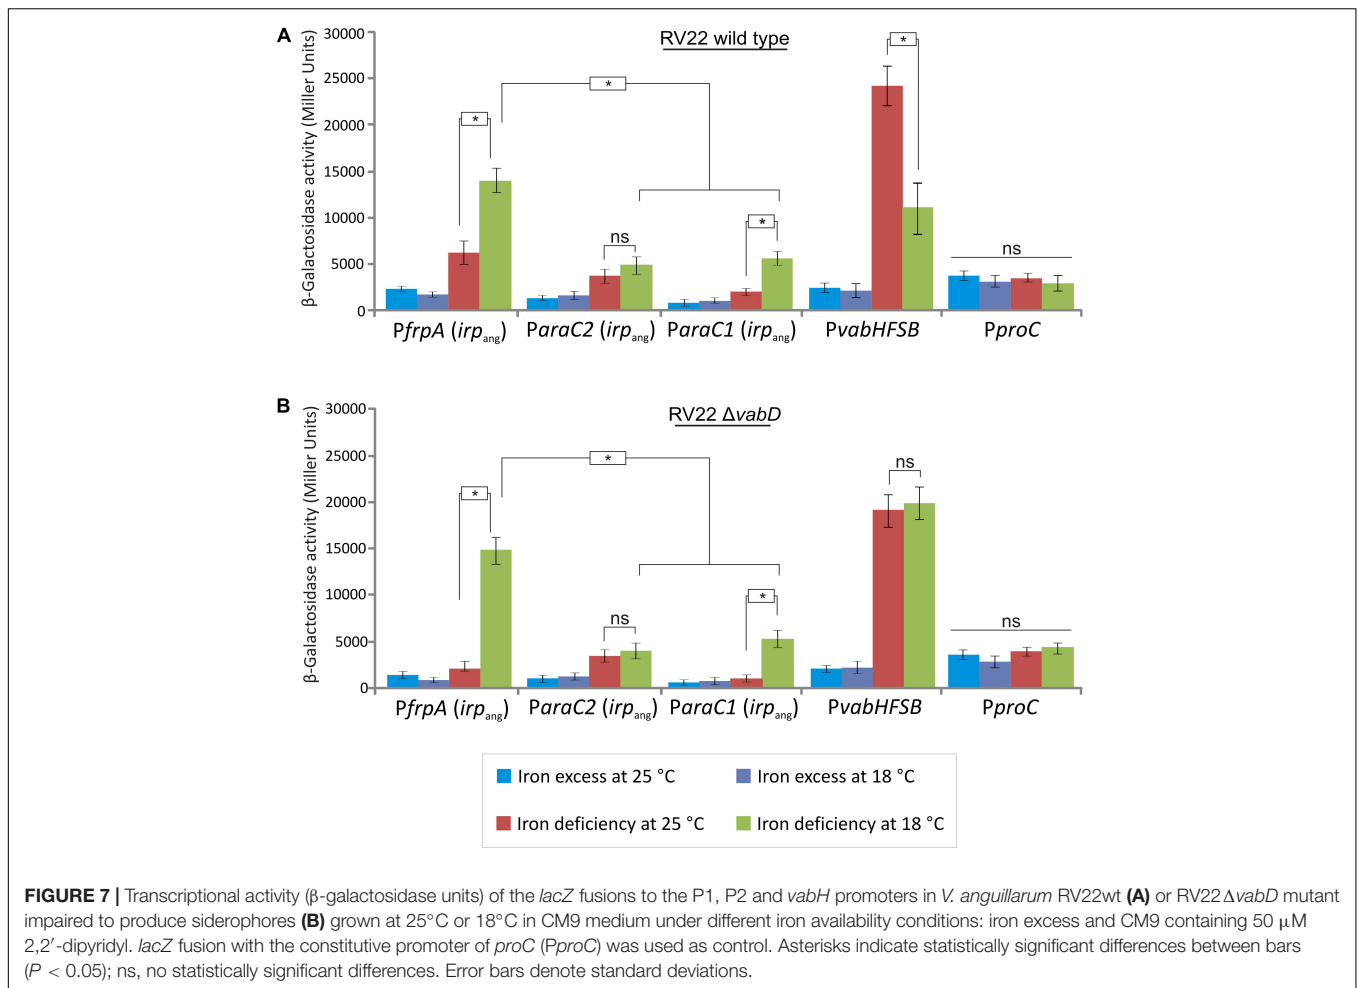 A
RV22 wild type
β-Galactosidase activity (Miller Units)
30000
25000
20000
15000
10000
5000
0
*
*
ns
*
*
ns
PfrpA (irpang)
ParaC2 (irpang)
ParaC1 (irpang)
PvabHFSB
PproC
B
RV22 ΔvabD
β-Galactosidase activity (Miller Units)
30000
25000
20000
15000
10000
5000
0
*
*
ns
*
ns
ns
PfrpA (irpang)
ParaC2 (irpang)
ParaC1 (irpang)
PvabHFSB
PproC
Iron excess at 25 °C
Iron excess at 18 °C
Iron deficiency at 25 °C
Iron deficiency at 18 °C
FIGURE 7 | Transcriptional activity (β-galactosidase units) of the lacZ fusions to the P1, P2 and vabH promoters in V. anguillarum RV22wt (A) or RV22ΔvabD mutant
impaired to produce siderophores (B) grown at 25°C or 18°C in CM9 medium under different iron availability conditions: iron excess and CM9 containing 50 μM
2,2′-dipyridyl. lacZ fusion with the constitutive promoter of proC (PproC) was used as control. Asterisks indicate statistically significant differences between bars
(P < 0.05); ns, no statistically significant differences. Error bars denote standard deviations.